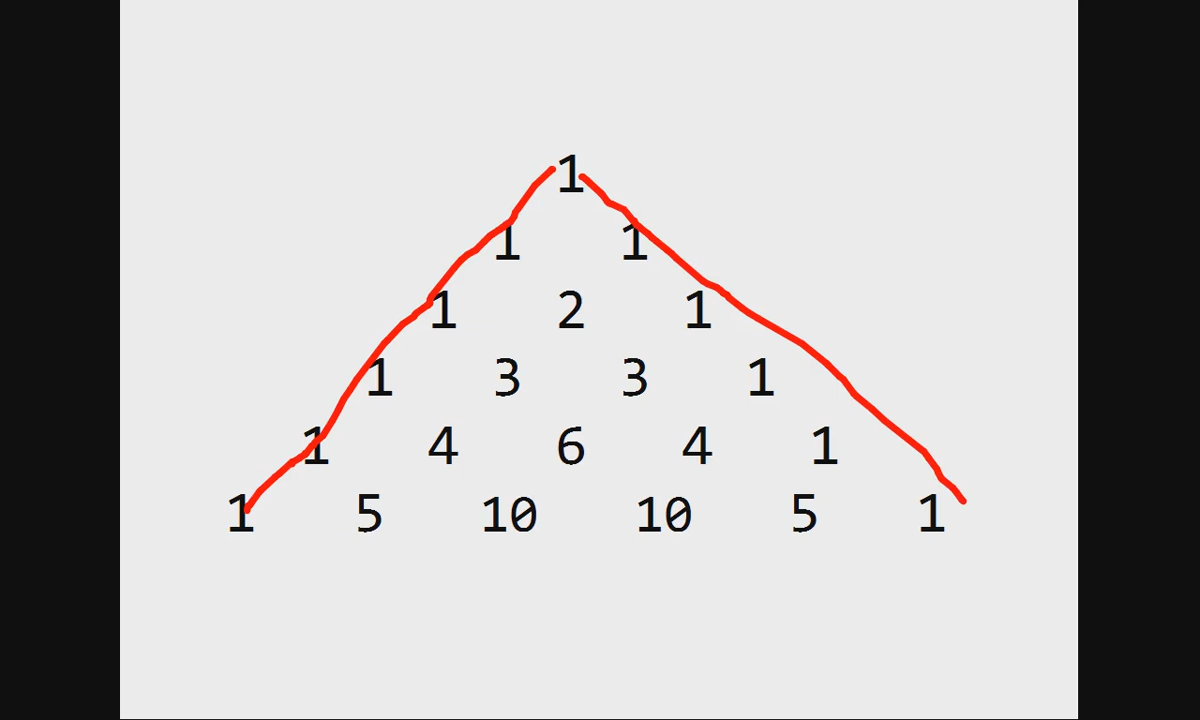 1
1 1
1 2 1
1 3 3 1
1 4 6 4 1
1 5 10 10 5 1